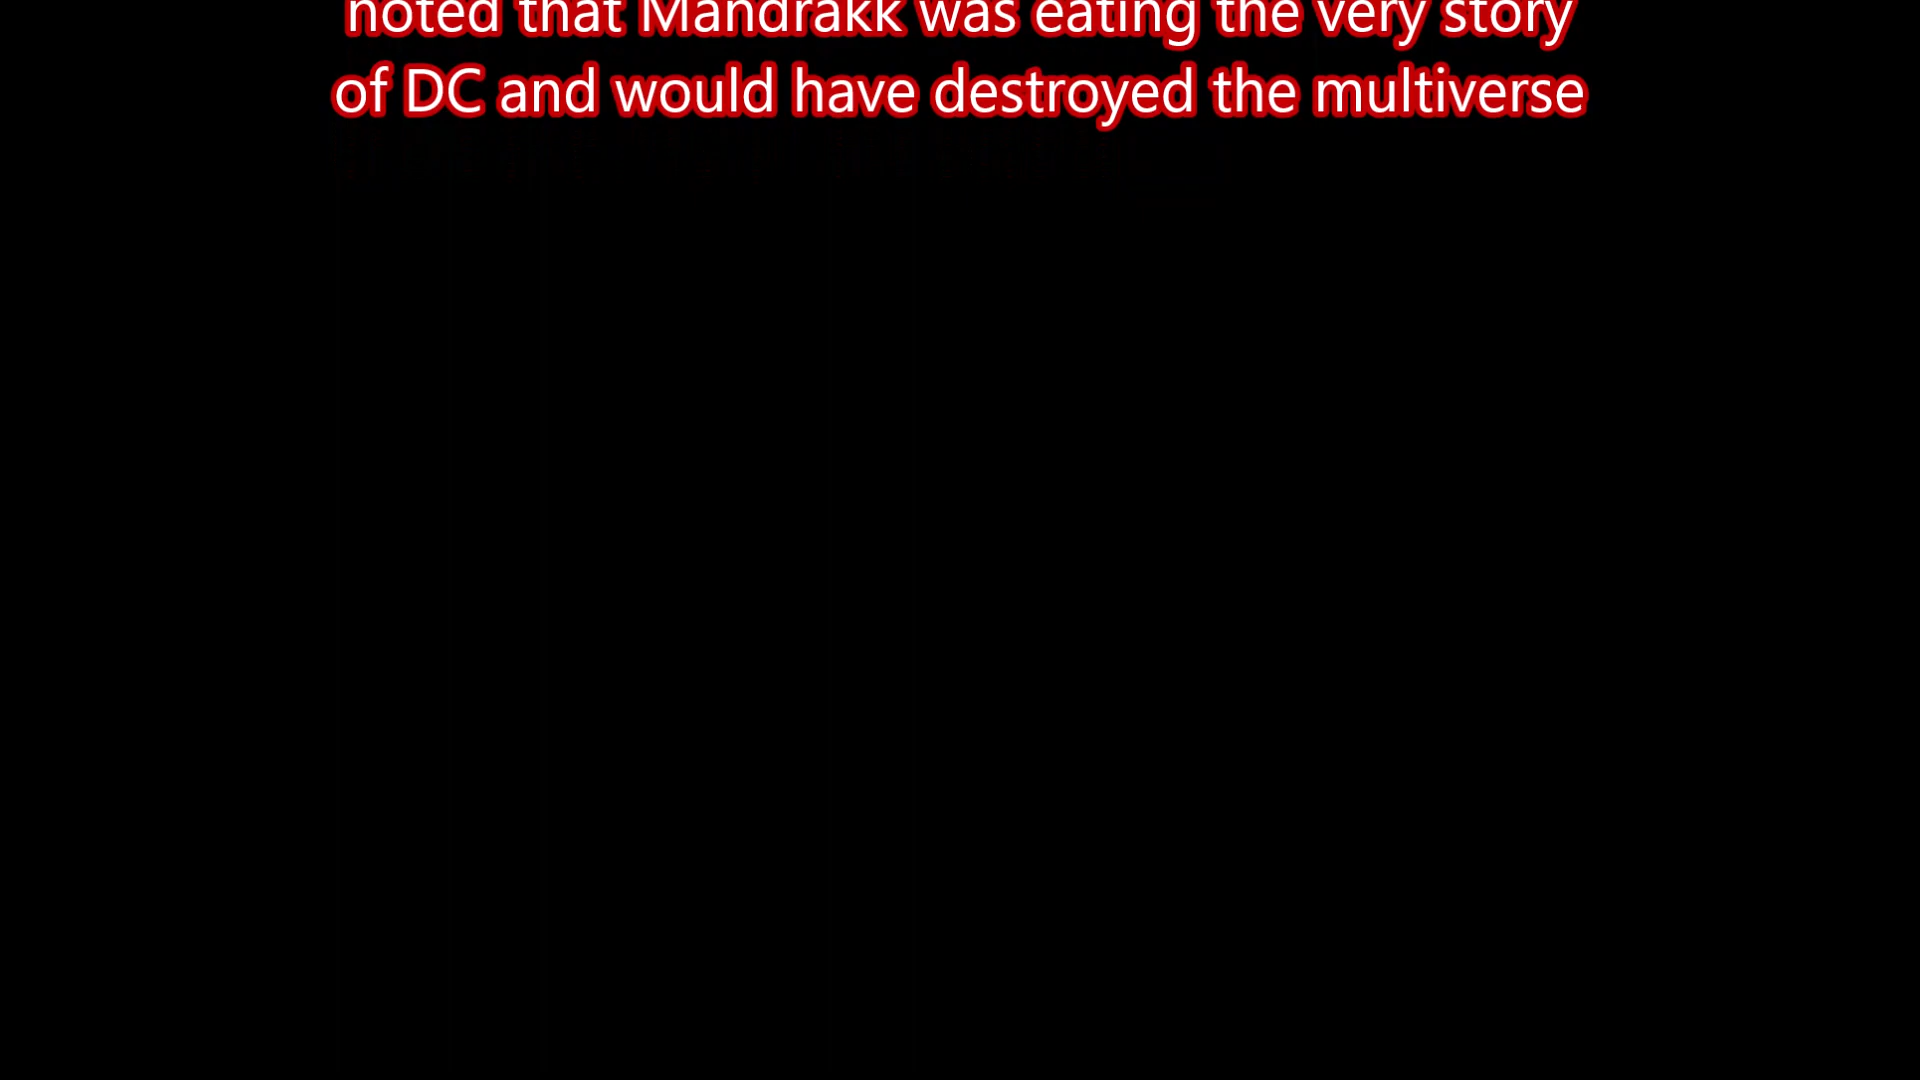 noted that Mandrakk was eating the very story
of DC and would have destroyed the multiverse